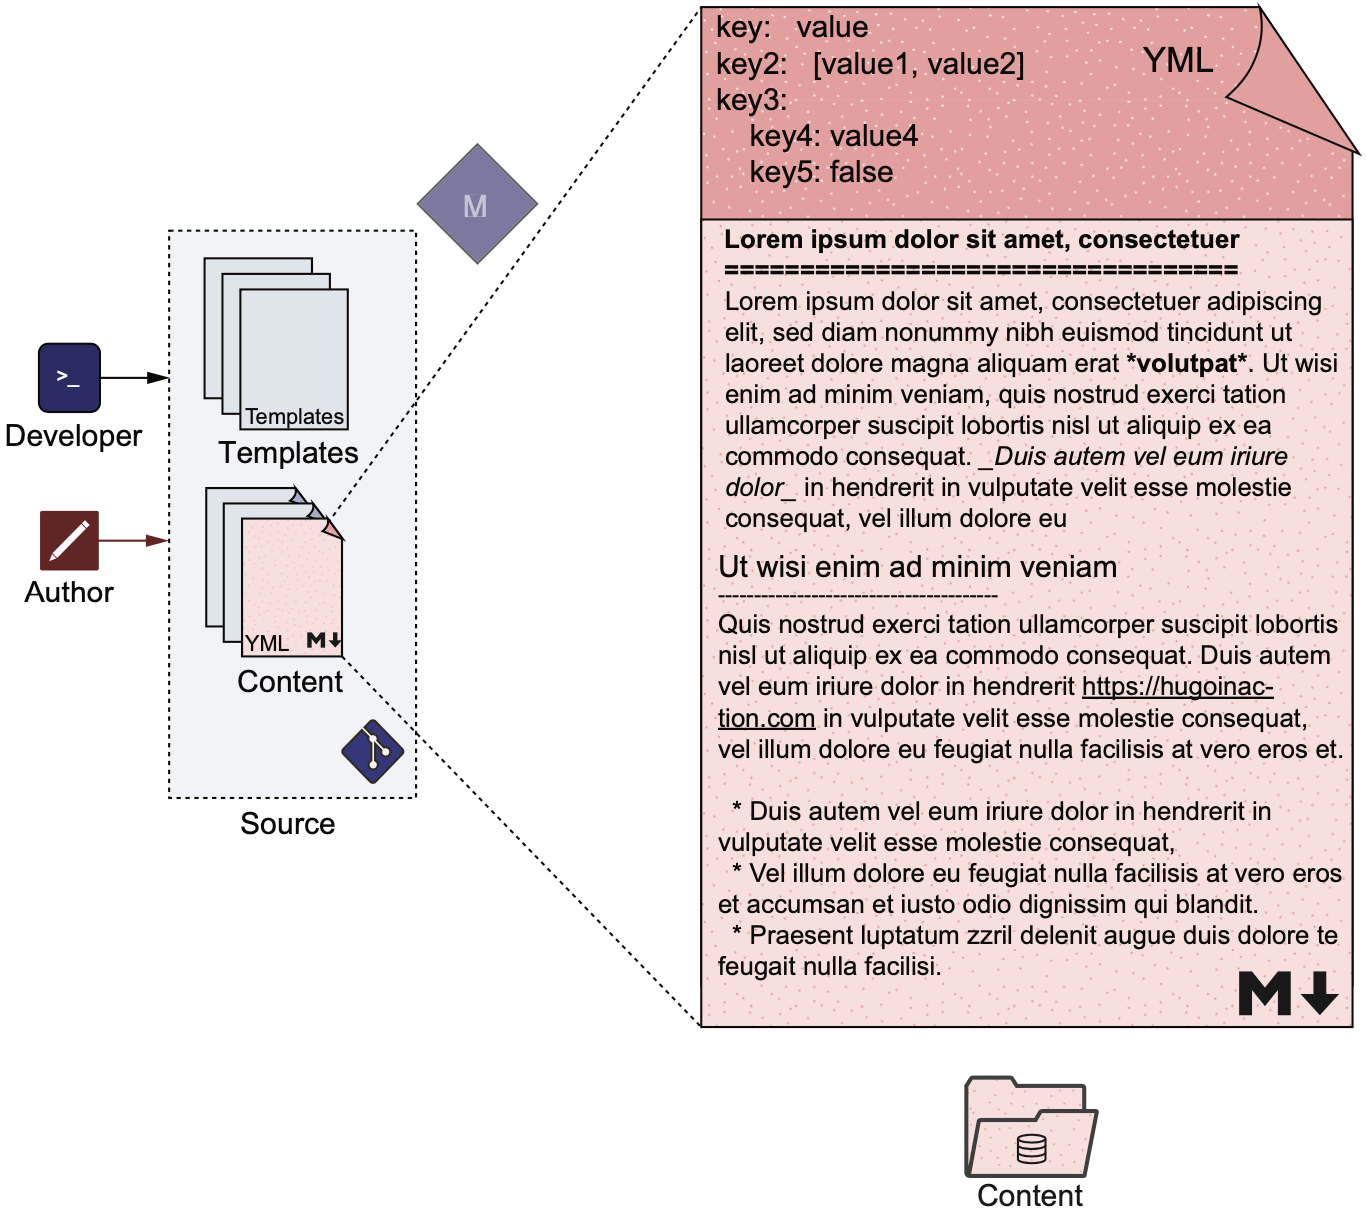 key: value
key2: [value1, value2]
key3:
key4: value4
key5: false
YML
M
Lorem ipsum dolor sit amet, consectetuer
==================================
Lorem ipsum dolor sit amet, consectetuer adipiscing
elit, sed diam nonummy nibh euismod tincidunt ut
laoreet dolore magna aliquam erat *volutpat*. Ut wisi
enim ad minim veniam, quis nostrud exerci tation
ullamcorper suscipit lobortis nisl ut aliquip ex ea
commodo consequat. _Duis autem vel eum iriure
dolor_ in hendrerit in vulputate velit esse molestie
consequat, vel illum dolore eu
Ut wisi enim ad minim veniam
---------------------------------------
Quis nostrud exerci tation ullamcorper suscipit lobortis
nisl ut aliquip ex ea commodo consequat. Duis autem
vel eum iriure dolor in hendrerit https://hugoinac-
tion.com in vulputate velit esse molestie consequat,
vel illum dolore eu feugiat nulla facilisis at vero eros et.
* Duis autem vel eum iriure dolor in hendrerit in
vulputate velit esse molestie consequat,
* Vel illum dolore eu feugiat nulla facilisis at vero eros
et accumsan et iusto odio dignissim qui blandit.
* Praesent luptatum zzril delenit augue duis dolore te
feugait nulla facilisi.
M
>_
Developer
Author
Templates
Templates
YML M
Content
Source
Content